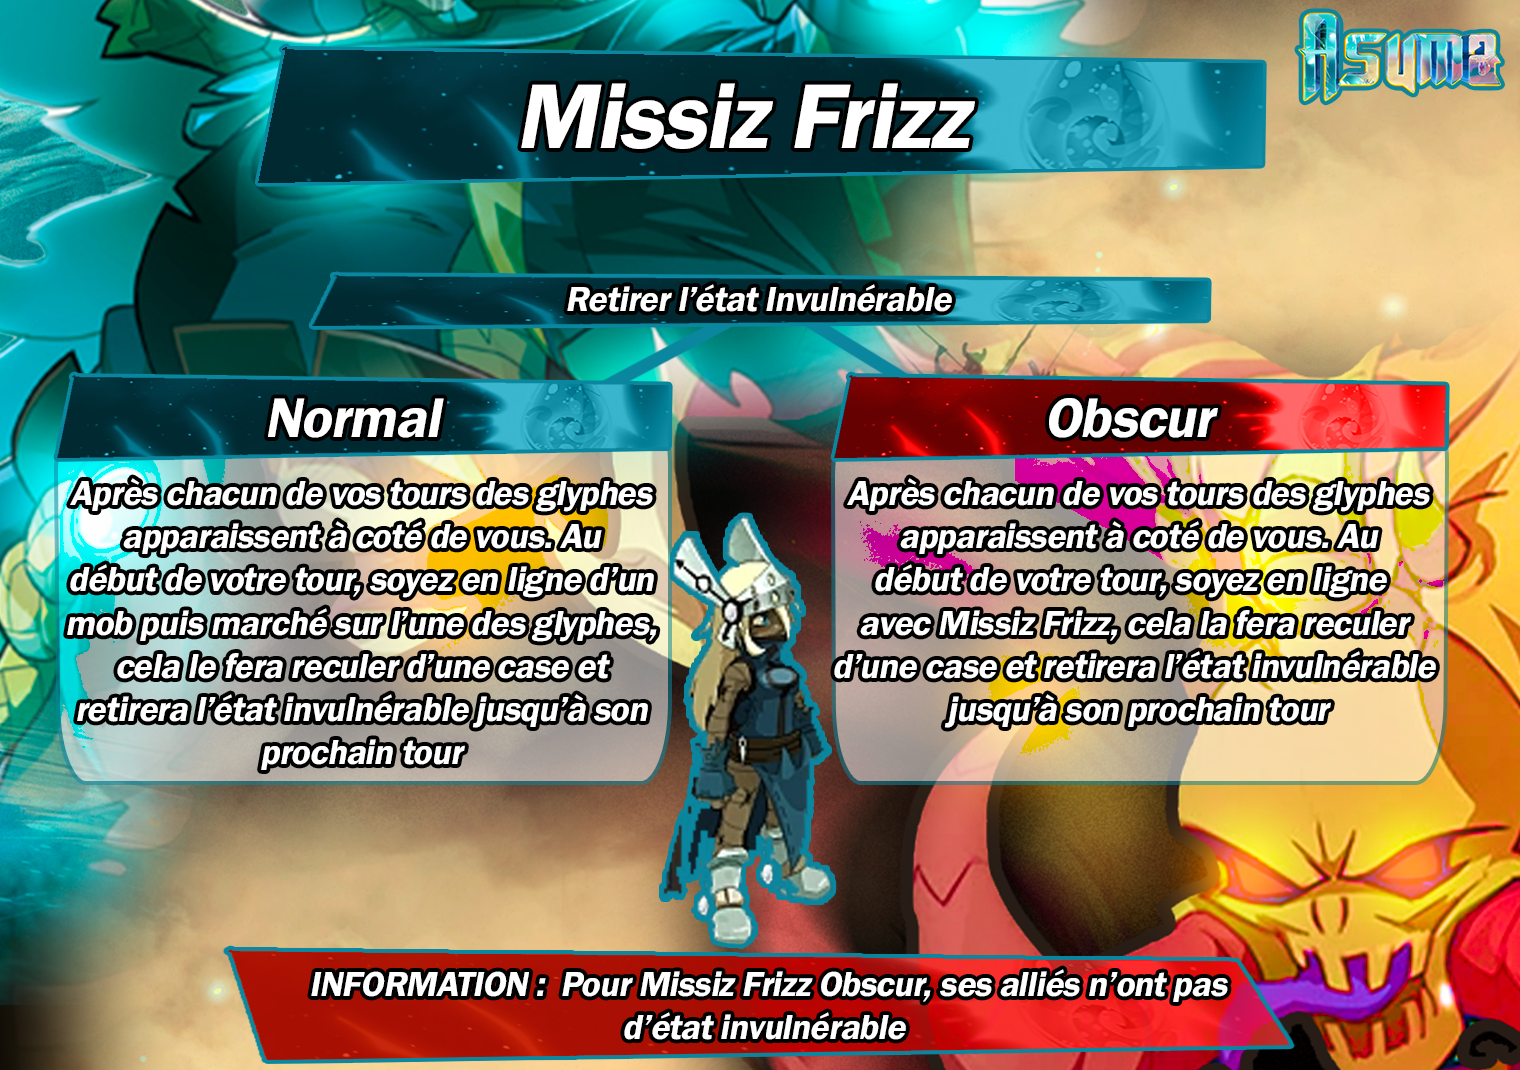 Asuma
Missiz Frizz
Retirer l’état Invulnérable
Normal
Après chacun de vos tours des glyphes
apparaissent à coté de vous. Au
début de votre tour, soyez en ligne d’un
mob puis marché sur l’une des glyphes,
cela le fera reculer d’une case et
retirera l’état invulnérable jusqu’à son
prochain tour
Obscur
Après chacun de vos tours des glyphes
apparaissent à coté de vous. Au
début de votre tour, soyez en ligne
avec Missiz Frizz, cela la fera reculer
d’une case et retirera l’état invulnérable
jusqu’à son prochain tour
INFORMATION : Pour Missiz Frizz Obscur, ses alliés n’ont pas
d’état invulnérable